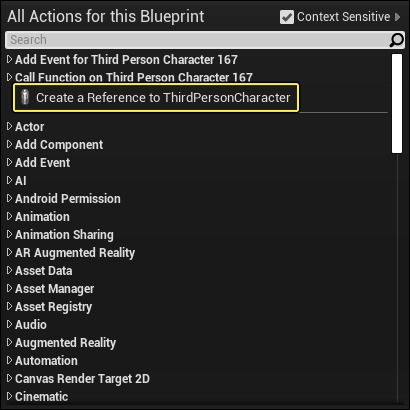 All Actions for this Blueprint
Context Sensitive
Search
Add Event for Third Person Character 167
Call Function on Third Person Character 167
Create a Reference to ThirdPersonCharacter
Actor
Add Component
Add Event
AI
Android Permission
Animation
Animation Sharing
AR Augmented Reality
Asset Data
Asset Manager
Asset Registry
Audio
Augmented Reality
Automation
Canvas Render Target 2D
Cinematic